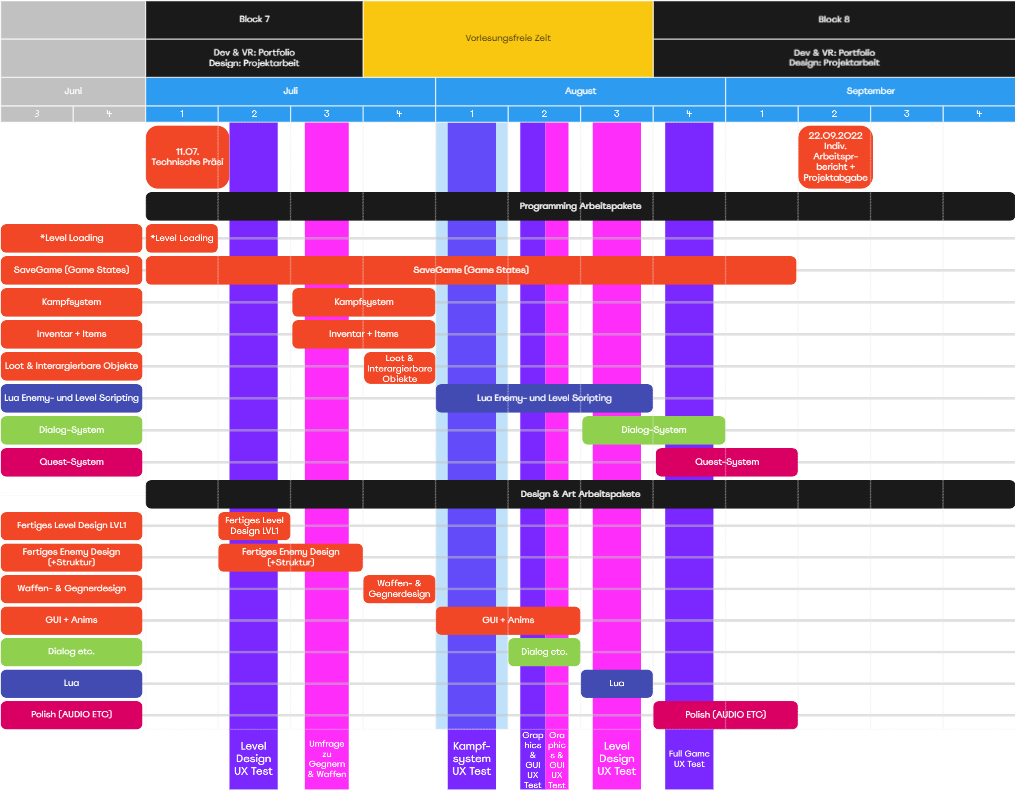 Block 7
Vorlesungsfreie Zeit
Block 8
Dev & VR: Portfolio
Design: Projektarbeit
Dev & VR: Portfolio
Design: Projektarbeit
Juni
Juli
August
September
3
4
1
2
3
4
1
2
3
4
1
2
3
4
11.07.
Technische Präsi
22.09.2022
Indiv.
Arbeitspr-
bericht +
Projektabgabe
Programming Arbeitspakete
*Level Loading
*Level Loading
SaveGame (Game States)
SaveGame (Game States)
Kampfsystem
Kampfsystem
Inventar + Items
Inventar + Items
Loot & Interargierbare Objekte
Loot &
Interargierbare
Objekte
Lua Enemy- und Level Scripting
Lua Enemy- und Level Scripting
Dialog-System
Dialog-System
Quest-System
Quest-System
Design & Art Arbeitspakete
Fertiges Level Design LVL1
Fertiges Level
Design LVL1
Fertiges Enemy Design
(+Struktur)
Fertiges Enemy Design
(+Struktur)
Waffen- & Gegnerdesign
Waffen- &
Gegnerdesign
GUI + Anims
GUI + Anims
Dialog etc.
Dialog etc.
Lua
Lua
Polish (AUDIO ETC)
Polish (AUDIO ETC)
Level
Design
UX Test
Umfrage
zu
Gegnern
& Waffen
Kampf-
system
UX Test
Grap
hics
&
GUI
UX
Test
Gra
phic
s &
GUI
UX
Test
Level
Design
UX Test
Full Game
UX Test